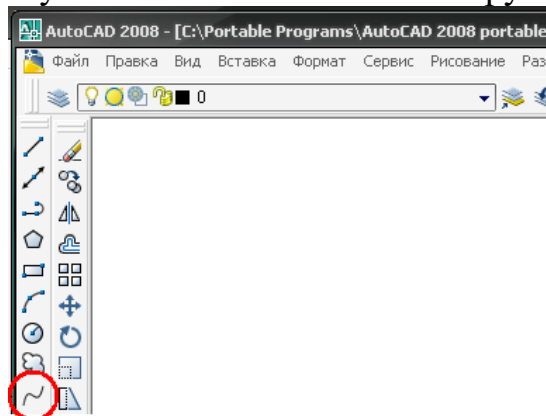 AutoCAD 2008 - [C:\Portable Programs\AutoCAD 2008 portable
Файл Правка Вид Вставка Формат Сервис Рисование Раз
0